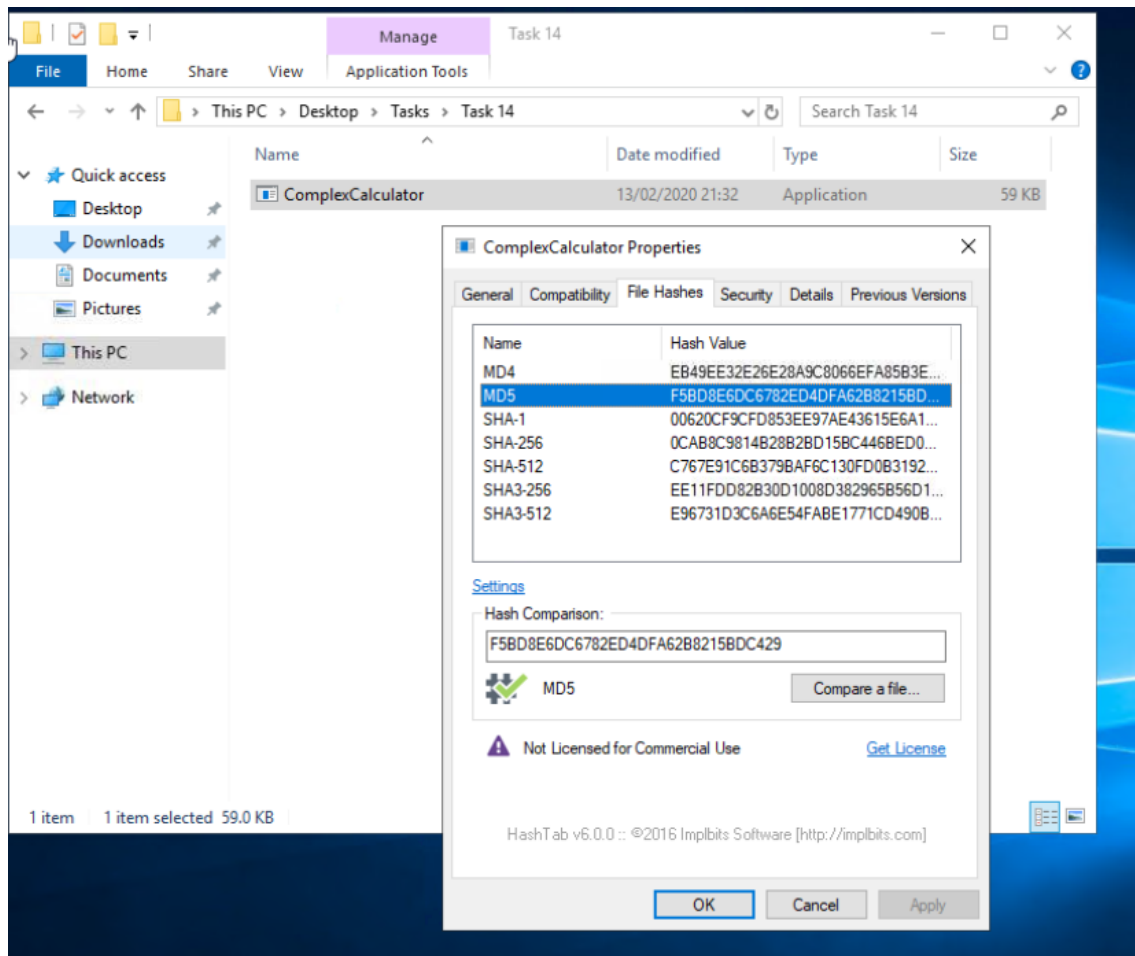 Manage Task 14
File Home Share View Application Tools
This PC > Desktop > Tasks > Task 14 Search Task 14
Name Date modified Type Size
Quick access
ComplexCalculator 13/02/2020 21:32 Application 59 KB
Desktop
Downloads
Documents
Pictures
This PC
Network
ComplexCalculator Properties
General Compatibility File Hashes Security Details Previous Versions
Name Hash Value
MD4 EB49EE32E26E28A9C8066EFA85B3E...
MD5 F5BD8E6DC6782ED4DFA62B8215BD...
SHA-1 00620CF9CFD853EE97AE43615E6A1...
SHA-256 0CAB8C9814B28B2BD15BC446BED0...
SHA-512 C767E91C6B379BAF6C130FD0B3192...
SHA3-256 EE11FDD82B30D1008D382965B56D1...
SHA3-512 E96731D3C6A6E54FABE1771CD490B...
Settings
Hash Comparison:
F5BD8E6DC6782ED4DFA62B8215BDC429
MD5 Compare a file...
Not Licensed for Commercial Use Get License
1 item 1 item selected 59.0 KB
HashTab v6.0.0 :: ©2016 Implbits Software [http://implbits.com]
OK Cancel Apply